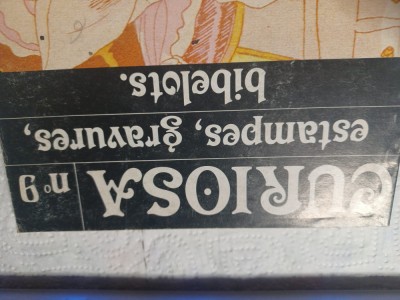 CURIOSA n° 9
estampes, gravures,
bibelots.